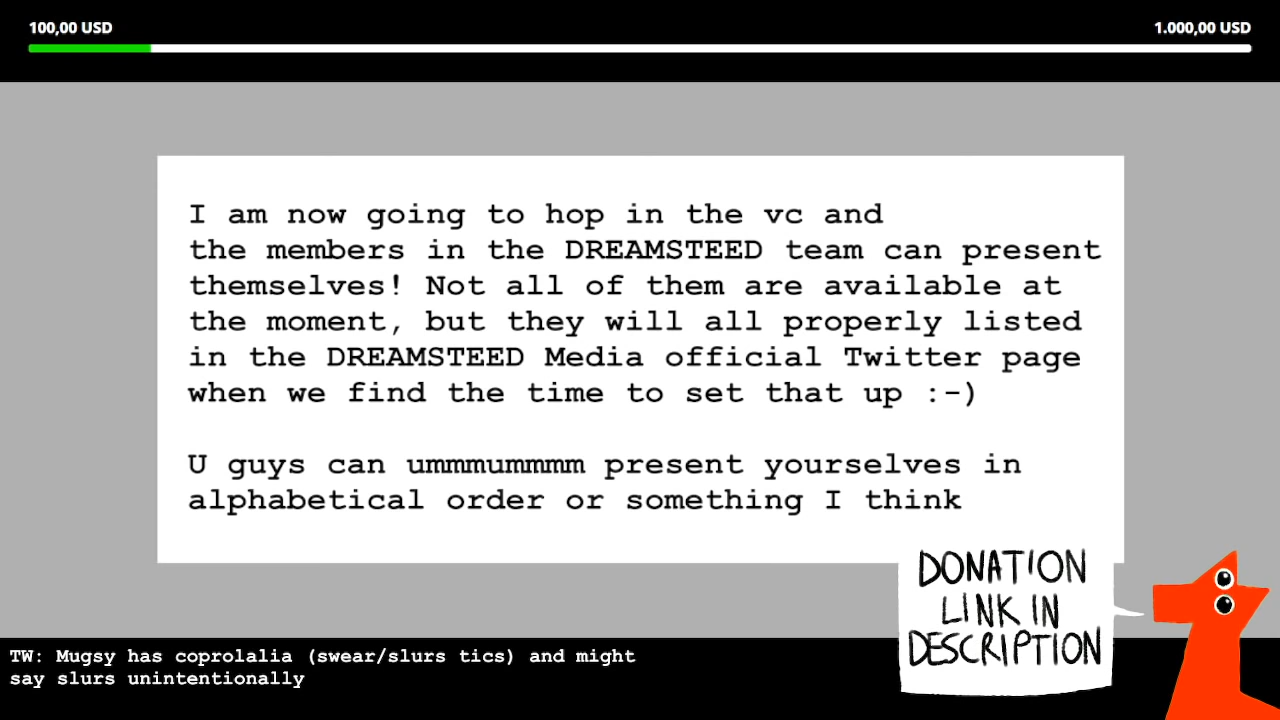 100,00 USD
1.000,00 USD
I am now going to hop in the vc and
the members in the DREAMSTEED team can present
themselves! Not all of them are available at
the moment, but they will all properly listed
in the DREAMSTEED Media official Twitter page
when we find the time to set that up :-)
U guys can ummmummmm present yourselves in
alphabetical order or something I think
DONATION
LINK IN
DESCRIPTION
TW: Mugsy has coprolalia (swear/slurs tics) and might
say slurs unintentionally